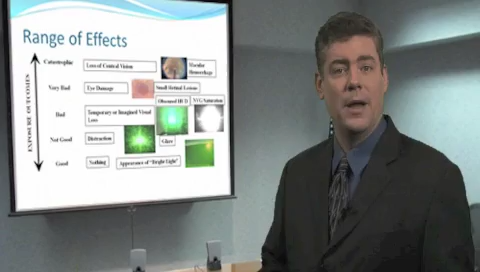 Range of Effects
EXPOSURE OUTCOMES
Catastrophic
Loss of Central Vision
Macular
Hemorrhage
Very Bad
Eye Damage
Small Retinal Lesions
Bad
Temporary or Imagined Visual
Loss
Obscured HUD
NVG Saturation
Not Good
Distraction
Glare
Good
Nothing
Appearance of "Bright Light"